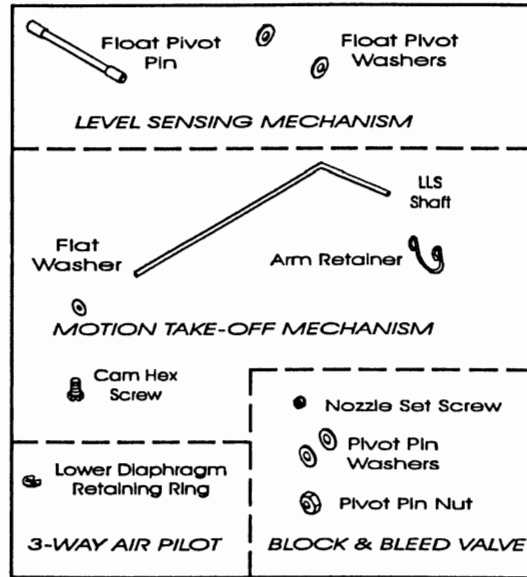 Float Pivot
Pin
Float Pivot
Washers
LEVEL SENSING MECHANISM
LLS
Shaft
Flat
Washer
Arm Retainer
MOTION TAKE-OFF MECHANISM
Cam Hex
Screw
Nozzle Set Screw
Pivot Pin
Washers
Pivot Pin Nut
BLOCK & BLEED VALVE
Lower Diaphragm
Retaining Ring
3-WAY AIR PILOT